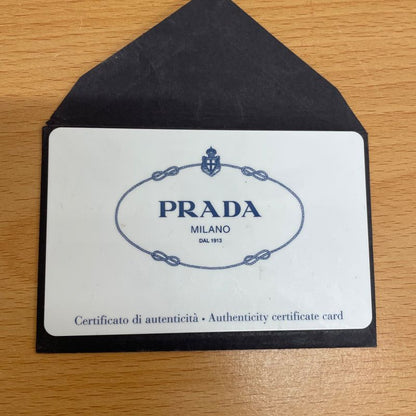 PRADA
MILANO
DAL 1913
Certificato di autenticità • Authenticity certificate card